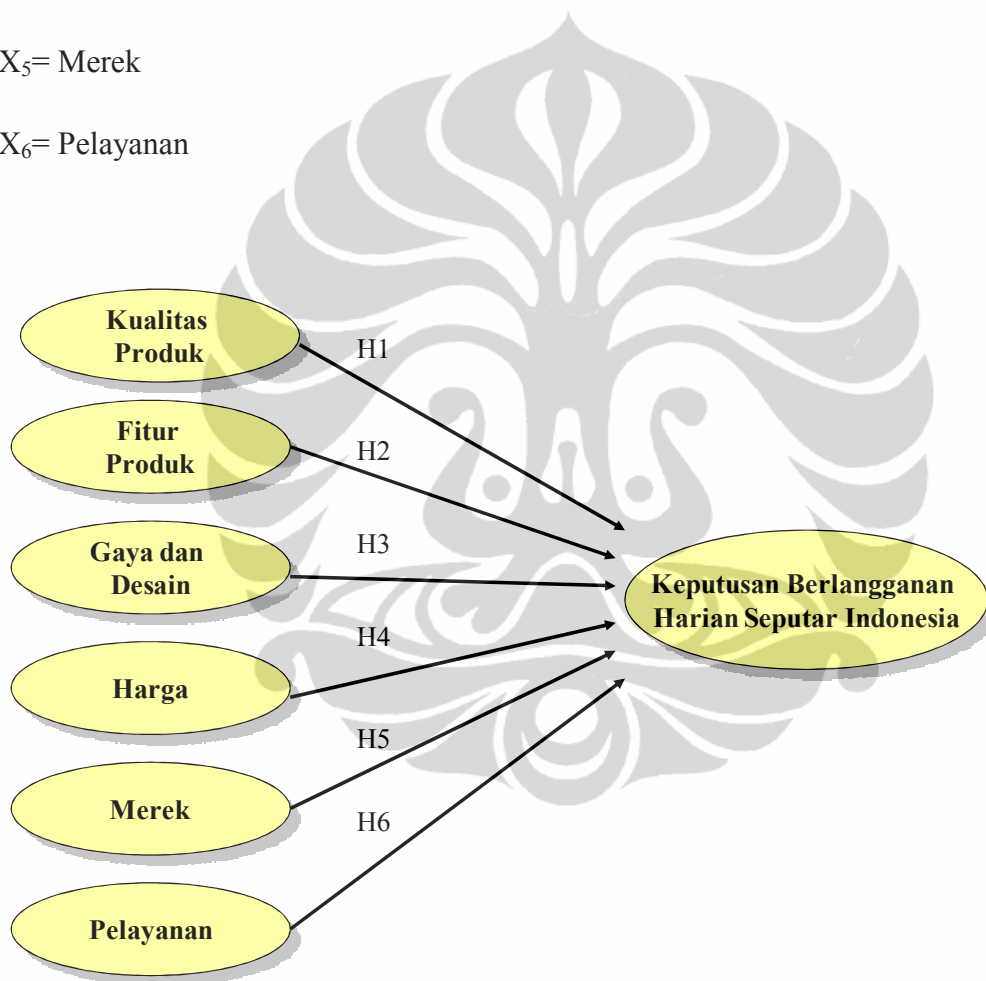 X₅= Merek
X₆= Pelayanan
Kualitas
Produk
H1
Fitur
Produk
H2
Gaya dan
Desain
H3
Harga
H4
Merek
H5
Pelayanan
H6
Keputusan Berlangganan
Harian Seputar Indonesia